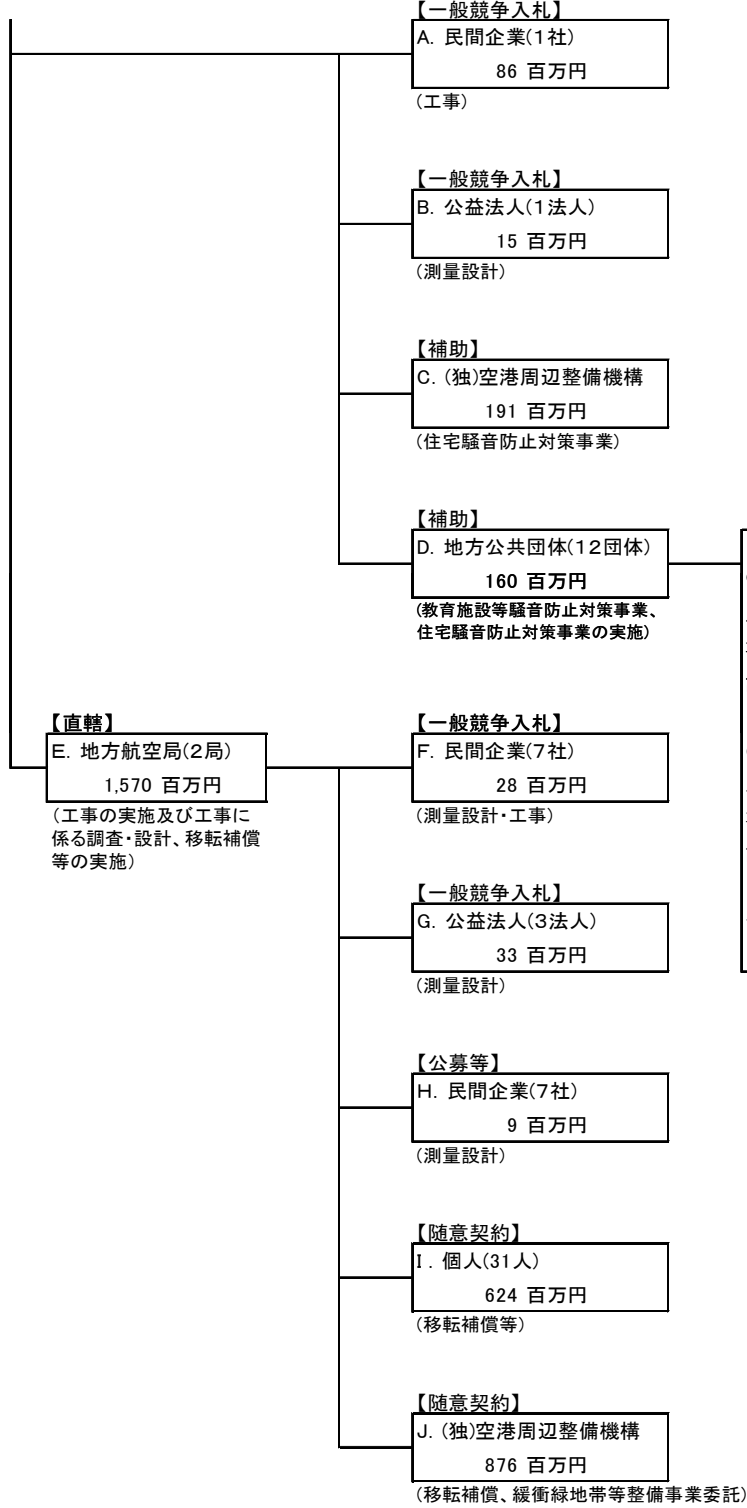 【一般競争入札】
A. 民間企業(1社)
86 百万円
(工事)
【一般競争入札】
B. 公益法人(1法人)
15 百万円
(測量設計)
【補助】
C. (独)空港周辺整備機構
191 百万円
(住宅騒音防止対策事業)
【補助】
D. 地方公共団体(12団体)
160 百万円
(教育施設等騒音防止対策事業、
住宅騒音防止対策事業の実施)
【直轄】
E. 地方航空局(2局)
1,570 百万円
(工事の実施及び工事に
係る調査・設計、移転補償
等の実施)
【一般競争入札】
F. 民間企業(7社)
28 百万円
(測量設計・工事)
【一般競争入札】
G. 公益法人(3法人)
33 百万円
(測量設計)
【公募等】
H. 民間企業(7社)
9 百万円
(測量設計)
【随意契約】
I. 個人(31人)
624 百万円
(移転補償等)
【随意契約】
J. (独)空港周辺整備機構
876 百万円
(移転補償、緩衝緑地帯等整備事業委託)